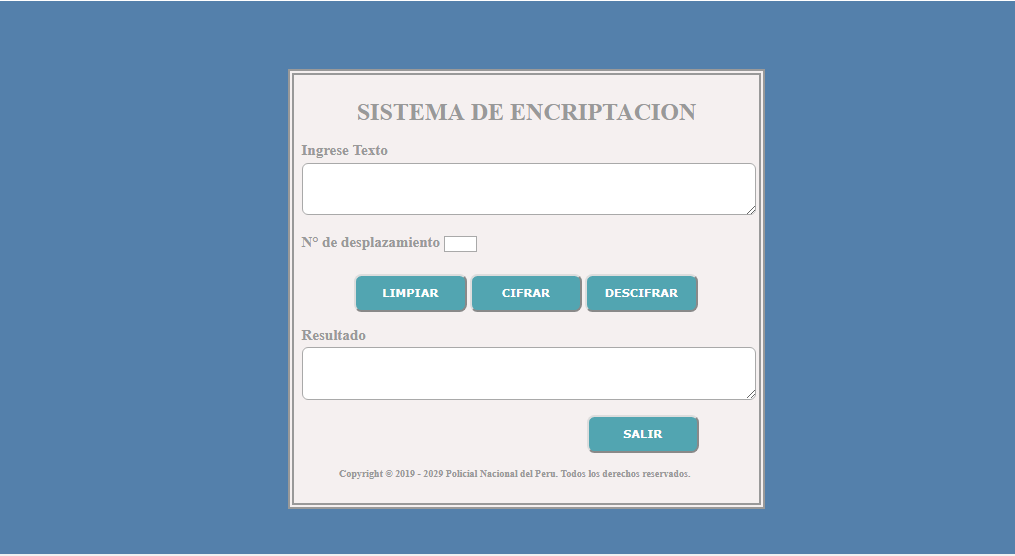 SISTEMA DE ENCRIPTACION
Ingrese Texto
N° de desplazamiento
LIMPIAR CIFRAR DESCIFRAR
Resultado
SALIR
Copyright © 2019 - 2029 Policial Nacional del Peru. Todos los derechos reservados.